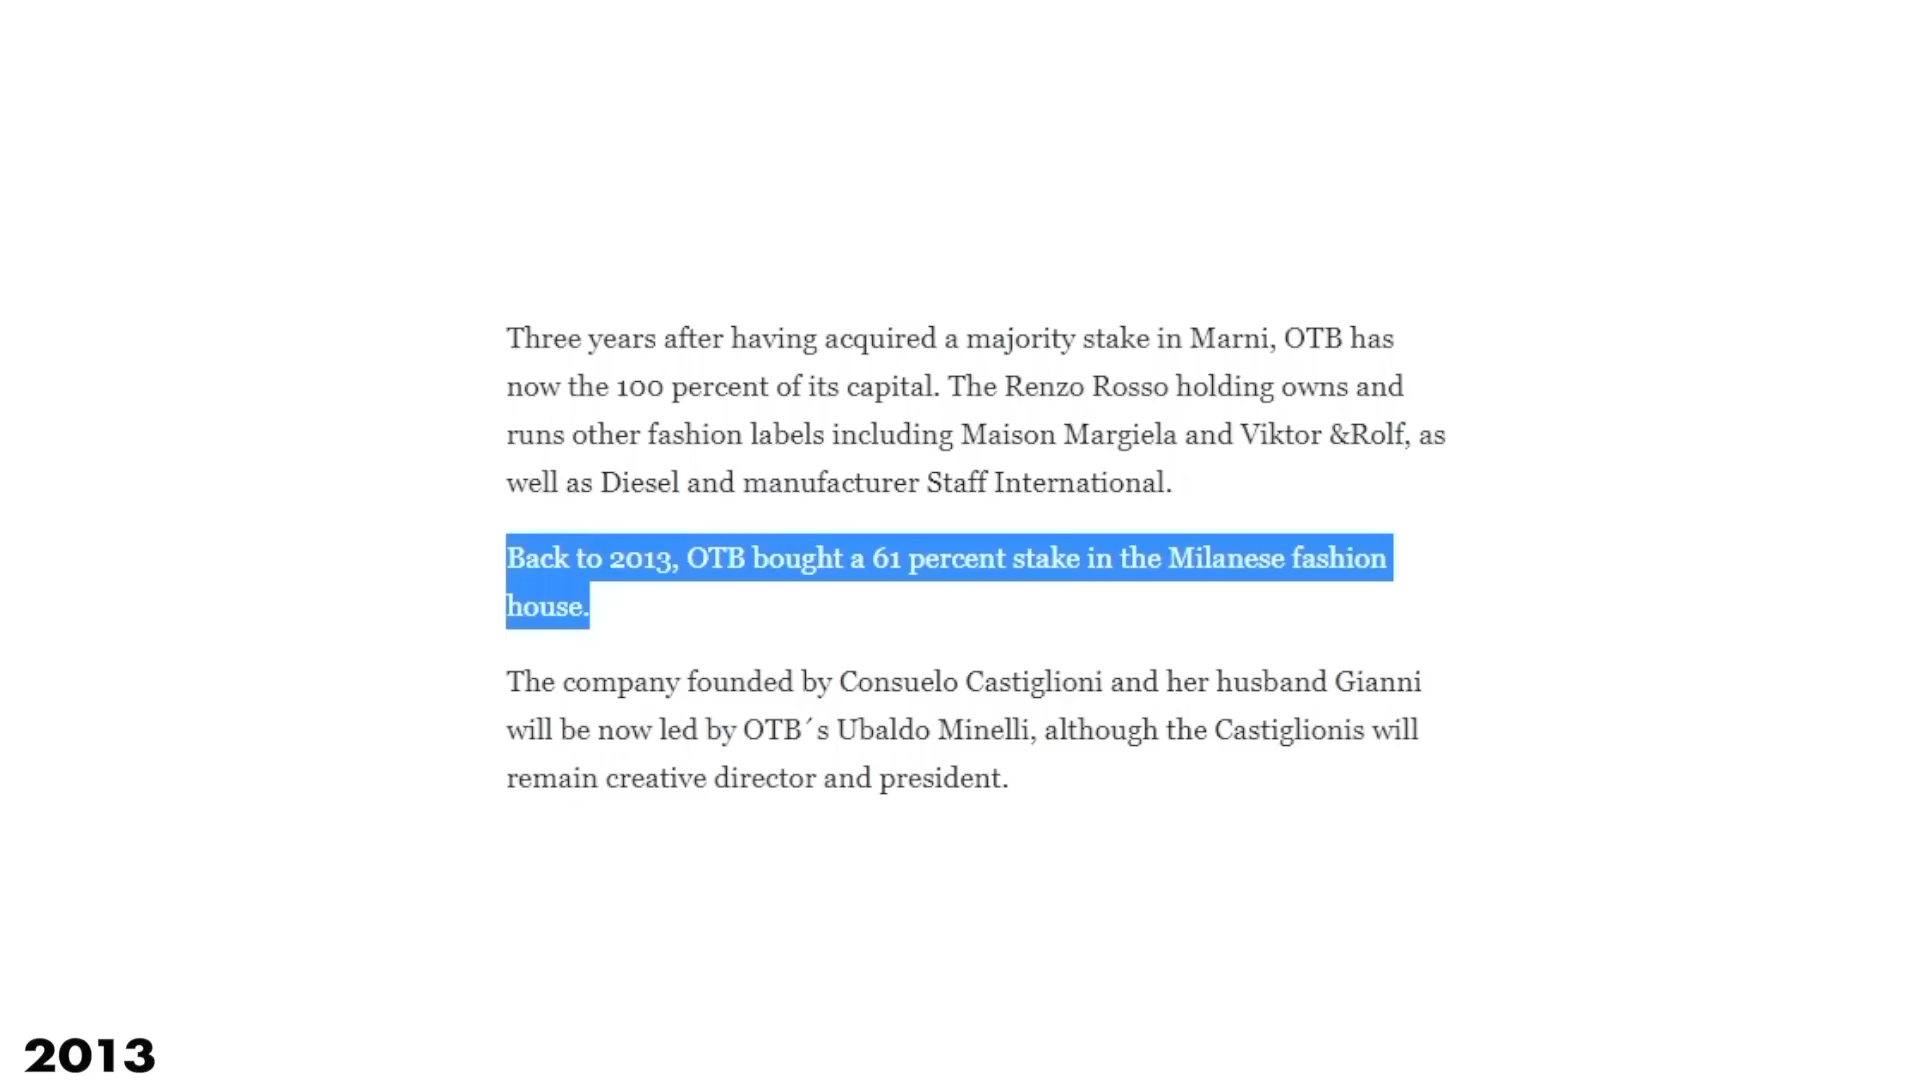 Three years after having acquired a majority stake in Marni, OTB has
now the 100 percent of its capital. The Renzo Rosso holding owns and
runs other fashion labels including Maison Margiela and Viktor &Rolf, as
well as Diesel and manufacturer Staff International.
Back to 2013, OTB bought a 61 percent stake in the Milanese fashion
house.
The company founded by Consuelo Castiglioni and her husband Gianni
will be now led by OTB´s Ubaldo Minelli, although the Castiglionis will
remain creative director and president.
2013